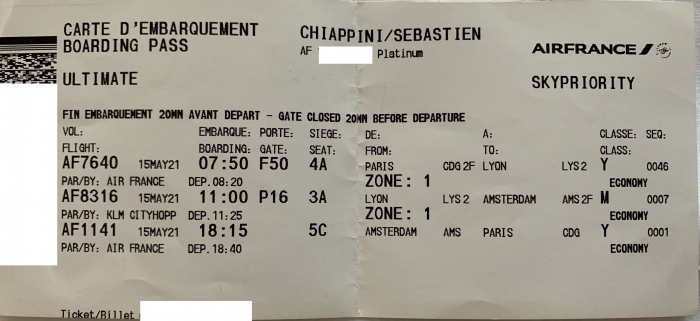 CARTE D'EMBARQUEMENT
BOARDING PASS
CHIAPPINI/SEBASTIEN
AF Platinum
AIRFRANCE
ULTIMATE
SKYPRIORITY
FIN EMBARQUEMENT 20MN AVANT DEPART - GATE CLOSED 20MN BEFORE DEPARTURE
VOL: EMBARQUE: PORTE: SIEGE: DE: A: CLASSE: SEQ:
FLIGHT: BOARDING: GATE: SEAT: FROM: TO: CLASS:
AF7640 15MAY21 07:50 F50 4A PARIS CDG 2F LYON LYS 2 Y 0046
PAR/BY: AIR FRANCE DEP.08:20 ZONE: 1 ECONOMY
AF8316 15MAY21 11:00 P16 3A LYON LYS 2 AMSTERDAM AMS 2F M 0007
PAR/BY: KLM CITYHOPP DEP.11:25 ZONE: 1 ECONOMY
AF1141 15MAY21 18:15 5C AMSTERDAM AMS PARIS CDG Y 0001
PAR/BY: AIR FRANCE DEP.18:40 ECONOMY
Ticket/Billet